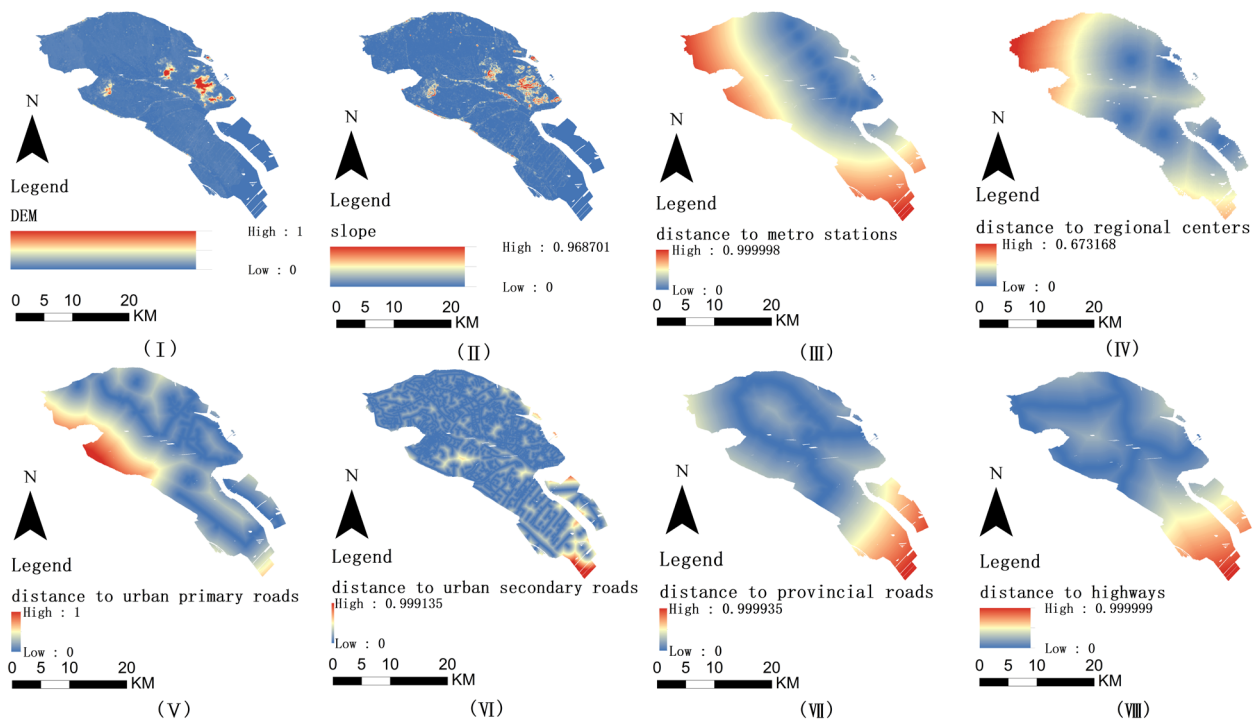 N
Legend
DEM
High : 1
Low : 0
0 5 10 20
KM
(Ⅰ)
N
Legend
slope
High : 0.968701
Low : 0
0 5 10 20
KM
(Ⅱ)
N
Legend
distance to metro stations
High : 0.999998
Low : 0
0 5 10 20
KM
(Ⅲ)
N
Legend
distance to regional centers
High : 0.673168
Low : 0
0 5 10 20
KM
(Ⅳ)
N
Legend
distance to urban primary roads
High : 1
Low : 0
0 5 10 20
KM
(Ⅴ)
N
Legend
distance to urban secondary roads
High : 0.999135
Low : 0
0 5 10 20
KM
(Ⅵ)
N
Legend
distance to provincial roads
High : 0.999935
Low : 0
0 5 10 20
KM
(Ⅶ)
N
Legend
distance to highways
High : 0.999999
Low : 0
0 5 10 20
KM
(Ⅷ)